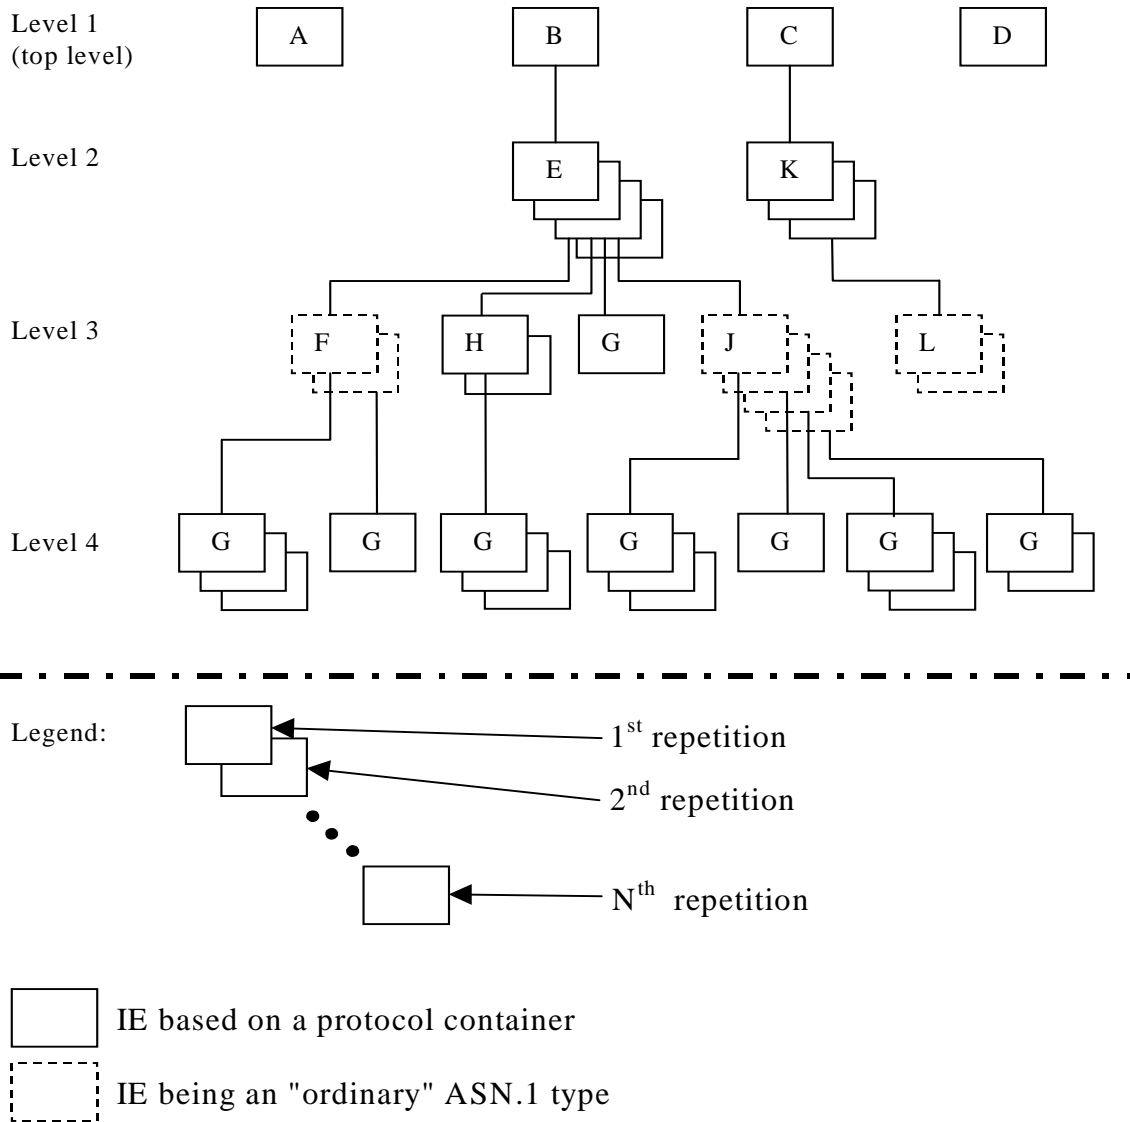 Level 1
(top level)
A B C D
Level 2
E K
Level 3
F H G J L
Level 4
G G G G G G G
Legend:
1st repetition
2nd repetition
Nth repetition
IE based on a protocol container
IE being an "ordinary" ASN.1 type